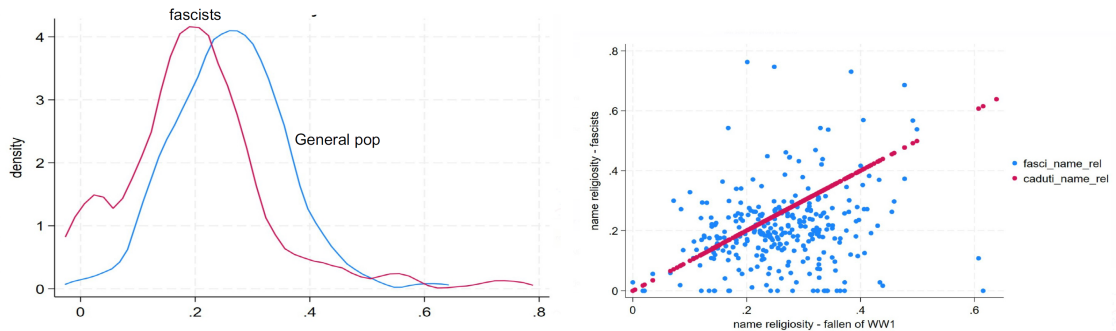 fascists
4
3
2
1
0
density
General pop
0
.2
.4
.6
.8
.8
.6
.4
.2
0
name religiosity - fascists
0
.2
.4
.6
name religiosity - fallen of WW1
fasci_name_rel
caduti_name_rel